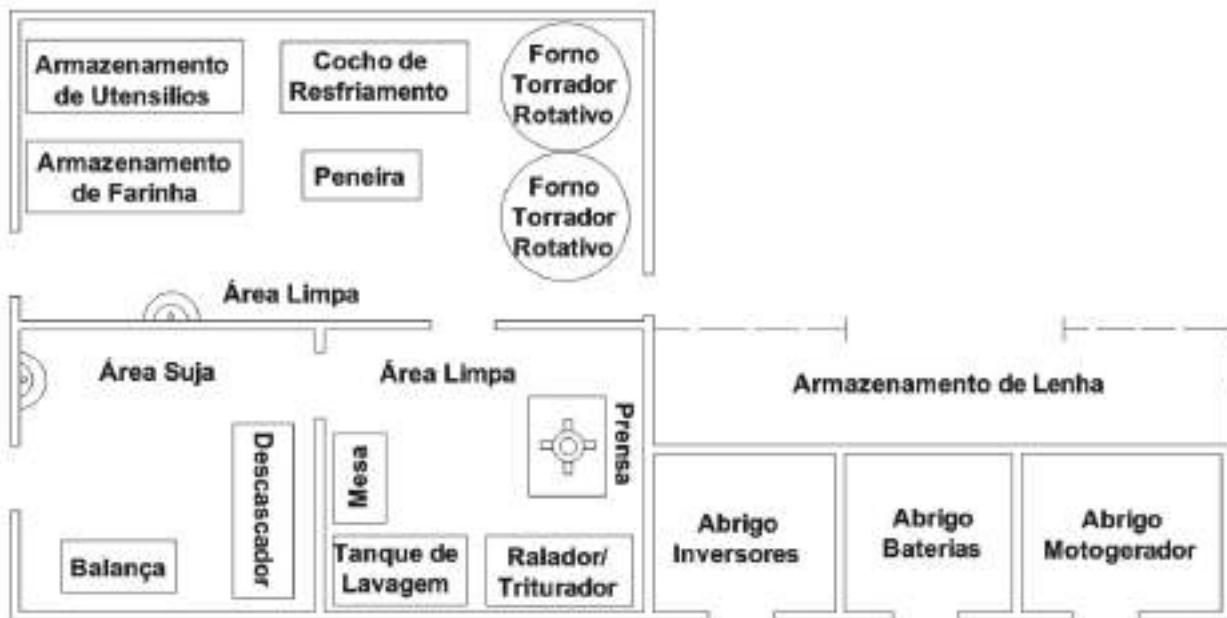 Armazenamento
de Utensilios
Cocho de
Resfriamento
Forno
Torrador
Rotativo
Armazenamento
de Farinha
Peneira
Forno
Torrador
Rotativo
Área Limpa
Área Suja
Área Limpa
Armazenamento de Lenha
Descascador
Mesa
Prensa
Balança
Tanque de
Lavagem
Ralador/
Triturador
Abrigo
Inversores
Abrigo
Baterias
Abrigo
Motogerador